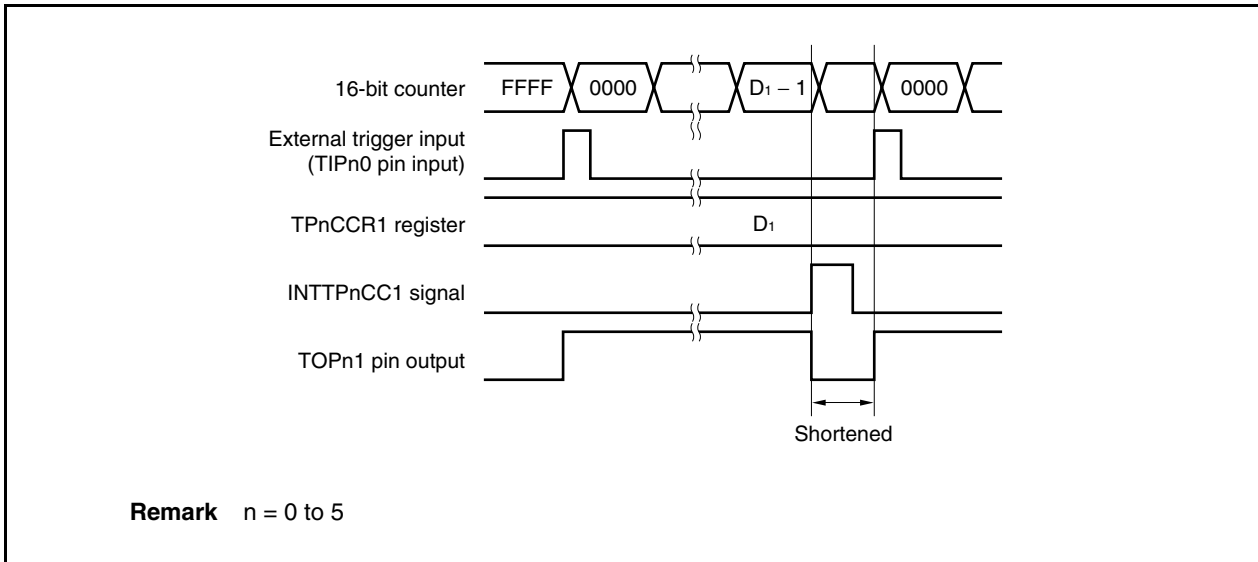 16-bit counter
FFFF
0000
D₁ – 1
0000
External trigger input
(TIPn0 pin input)
TPnCCR1 register
D₁
INTTPnCC1 signal
TOPn1 pin output
Shortened
Remark n = 0 to 5